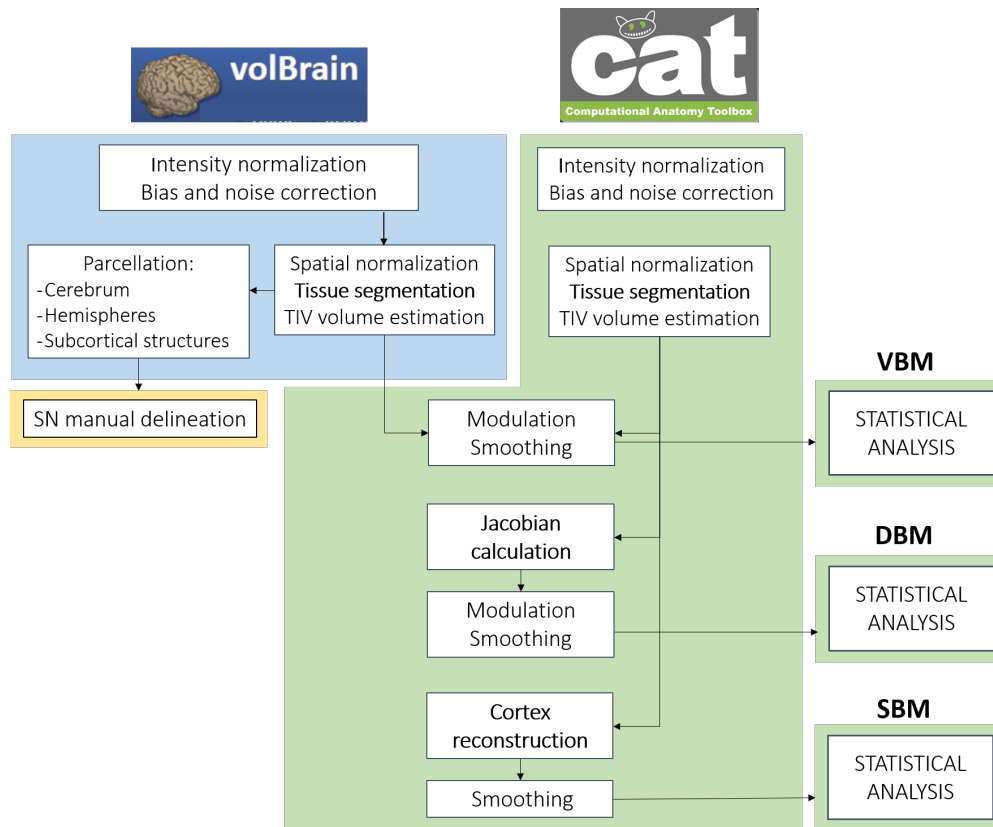 volBrain
cat
Computational Anatomy Toolbox
Intensity normalization
Bias and noise correction
Intensity normalization
Bias and noise correction
Parcellation:
-Cerebrum
-Hemispheres
-Subcortical structures
Spatial normalization
Tissue segmentation
TIV volume estimation
Spatial normalization
Tissue segmentation
TIV volume estimation
SN manual delineation
Modulation
Smoothing
VBM
STATISTICAL
ANALYSIS
Jacobian
calculation
Modulation
Smoothing
DBM
STATISTICAL
ANALYSIS
Cortex
reconstruction
Smoothing
SBM
STATISTICAL
ANALYSIS